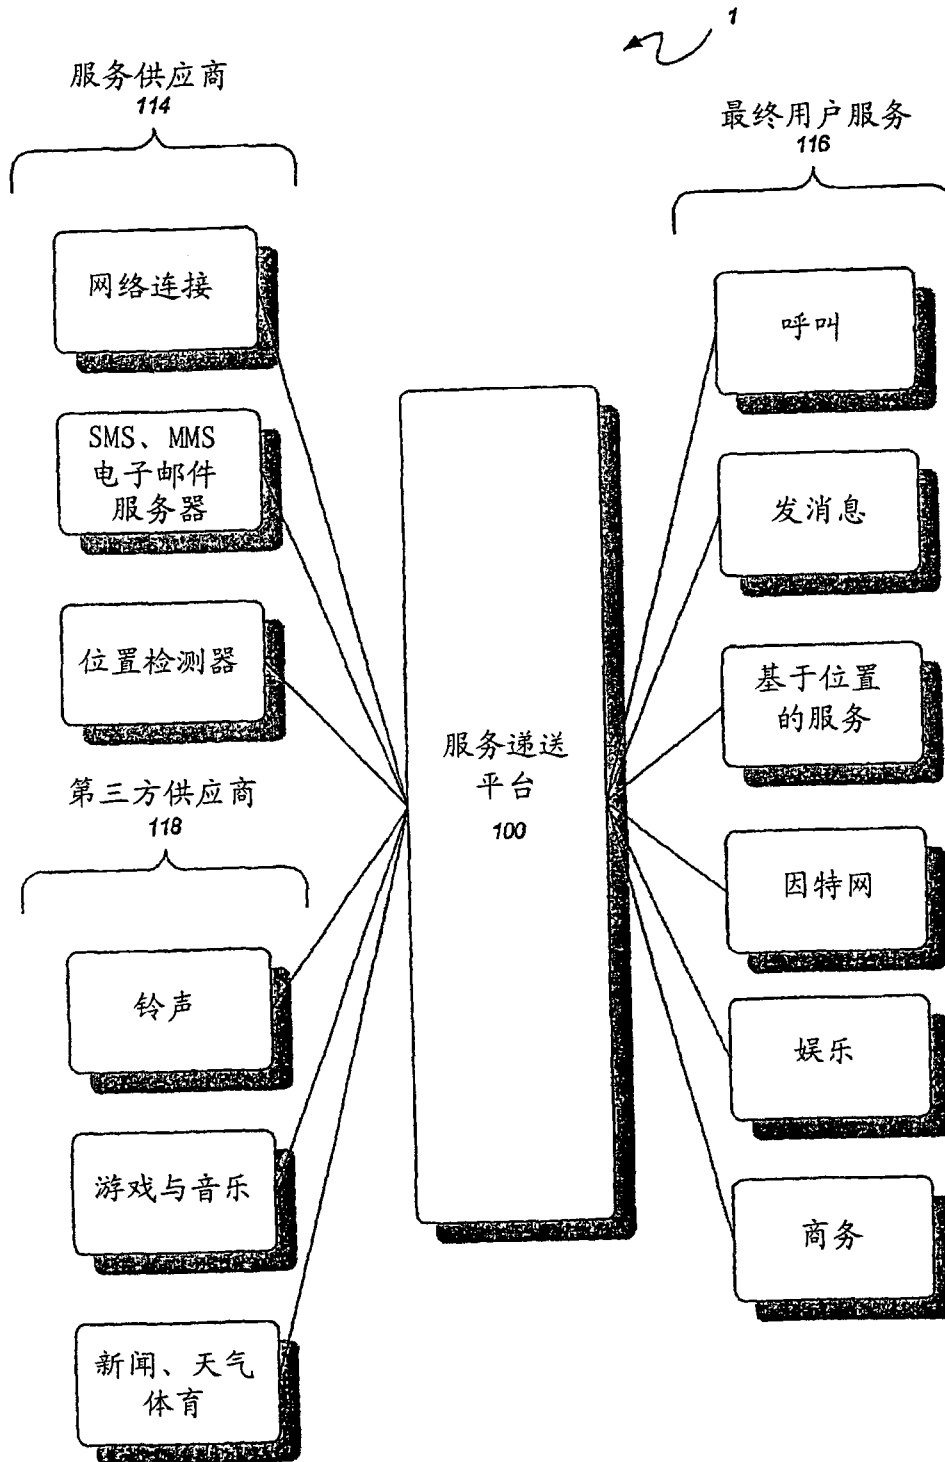 1
服务供应商
114
网络连接
SMS、MMS
电子邮件
服务器
位置检测器
第三方供应商
118
铃声
游戏与音乐
新闻、天气
体育
服务递送
平台
100
最终用户服务
116
呼叫
发消息
基于位置
的服务
因特网
娱乐
商务